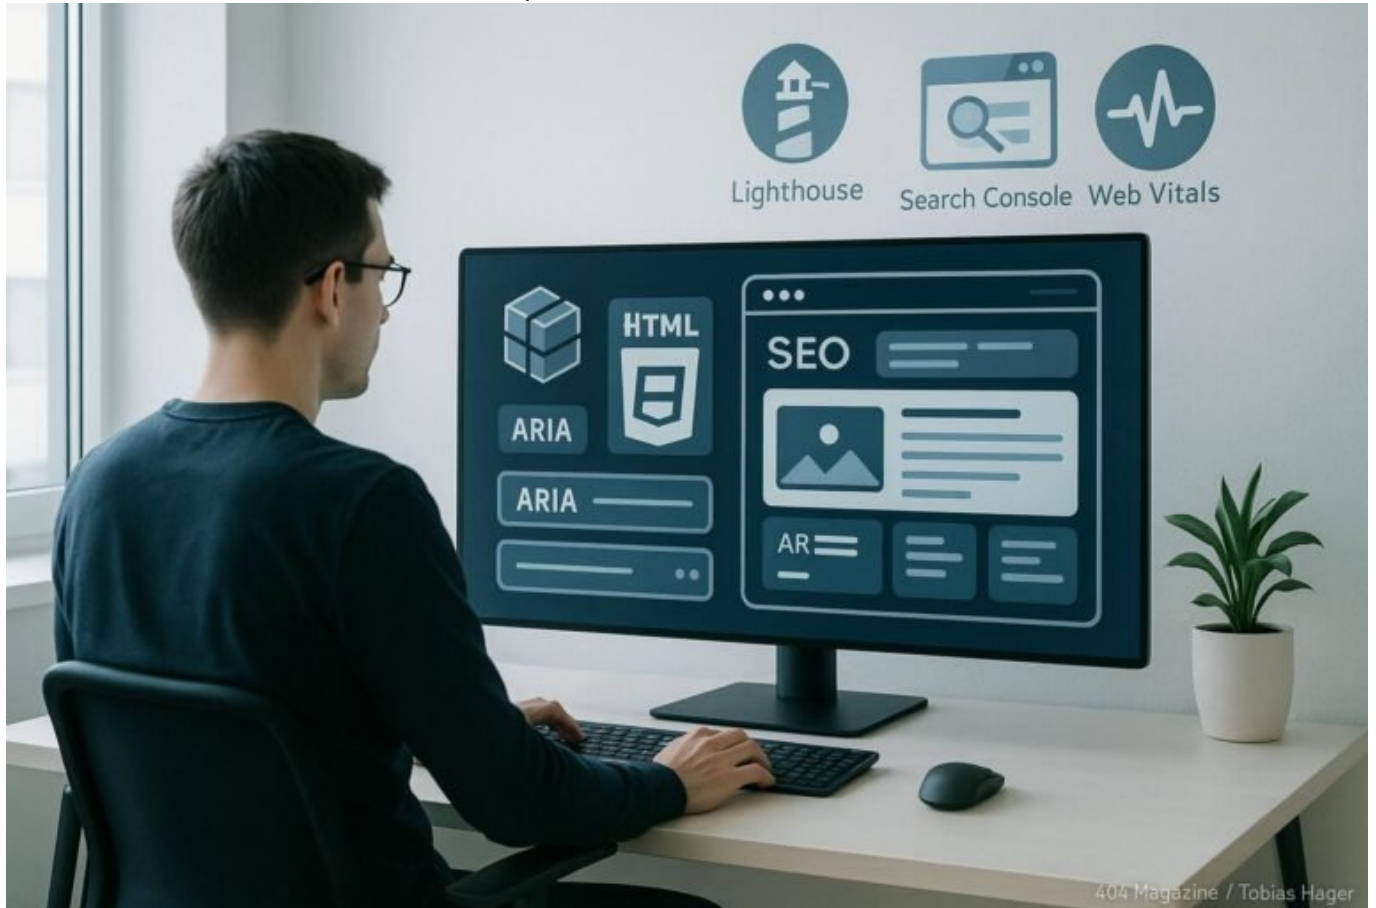 Lighthouse
Search Console
Web Vitals
HTML
SEO
ARIA
ARIA
AR
404 Magazine / Tobias Hager